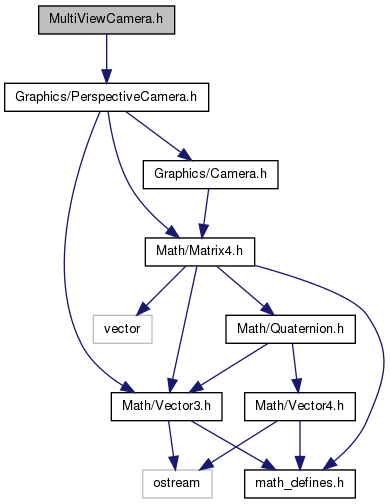 MultiViewCamera.h
Graphics/PerspectiveCamera.h
Graphics/Camera.h
Math/Matrix4.h
vector
Math/Quaternion.h
Math/Vector3.h
Math/Vector4.h
ostream
math_defines.h